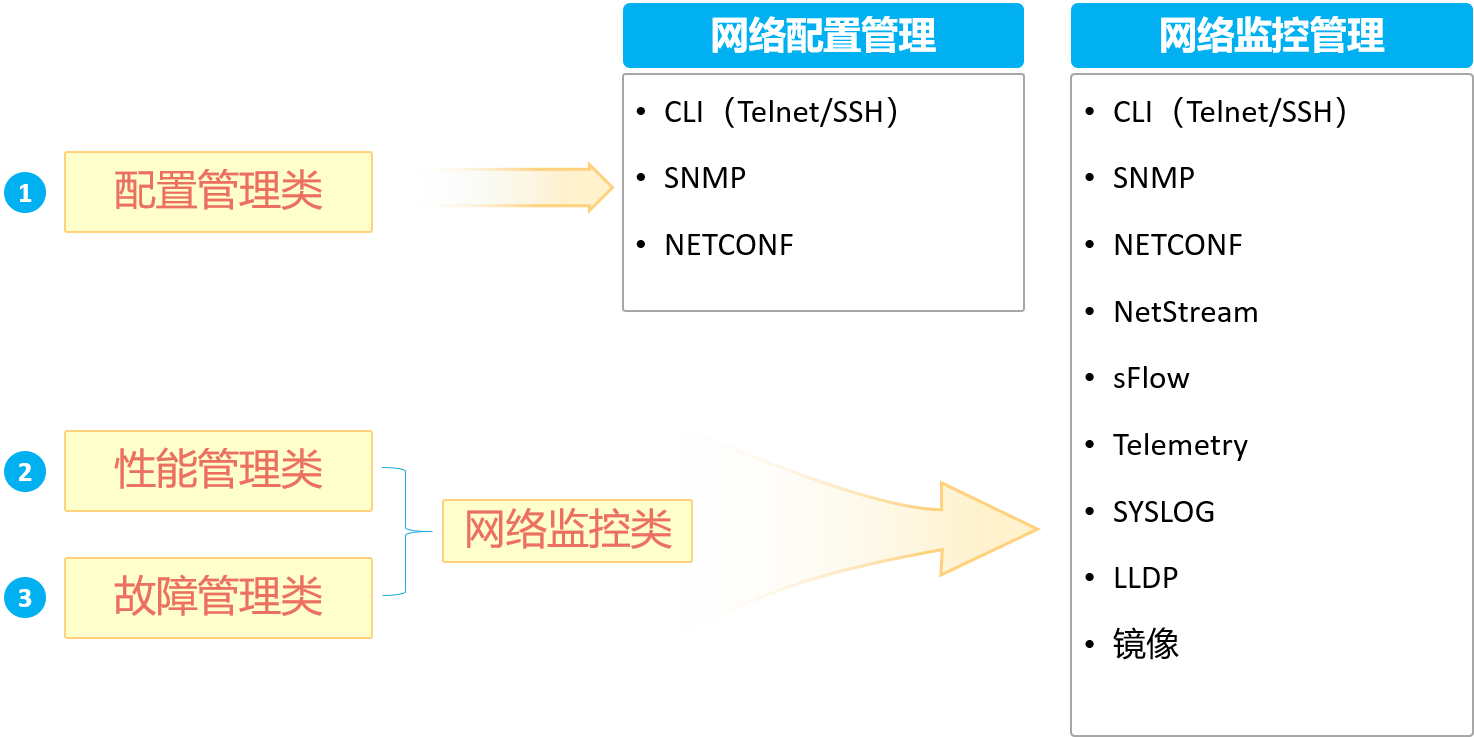 网络配置管理
CLI（Telnet/SSH）
SNMP
NETCONF
网络监控管理
CLI（Telnet/SSH）
SNMP
NETCONF
NetStream
sFlow
Telemetry
SYSLOG
LLDP
镜像
1 配置管理类
2 性能管理类
3 故障管理类
网络监控类